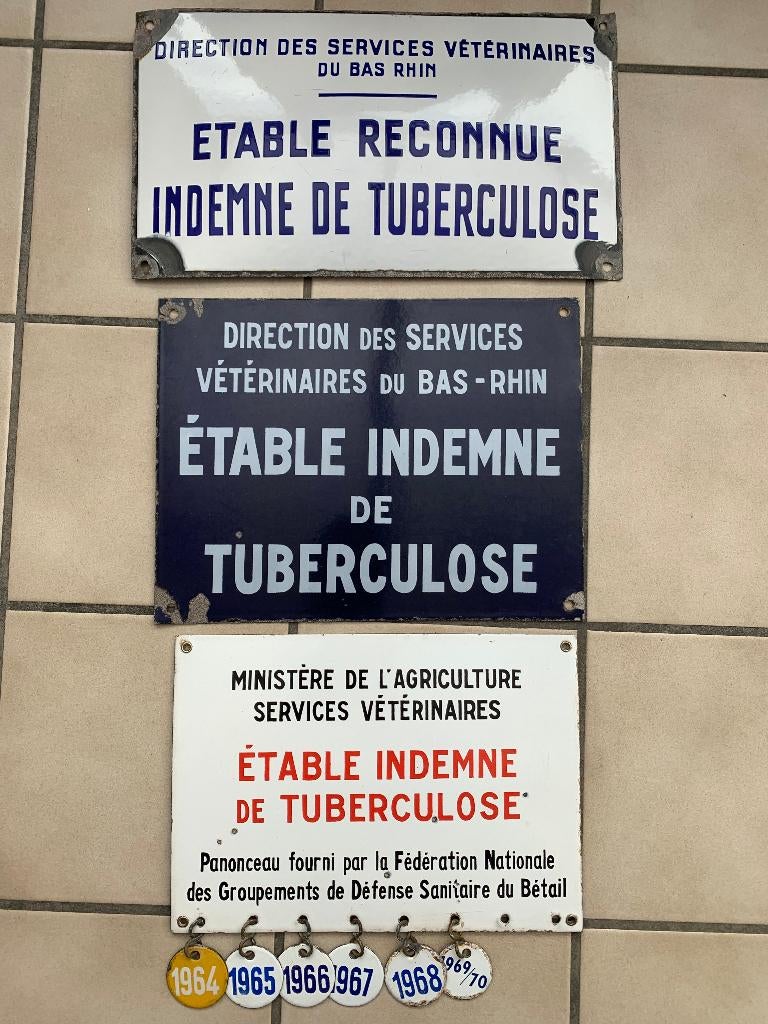 DIRECTION DES SERVICES VÉTÉRINAIRES
DU BAS RHIN
ETABLE RECONNUE
INDEMNE DE TUBERCULOSE
DIRECTION DES SERVICES
VÉTÉRINAIRES DU BAS-RHIN
ÉTABLE INDEMNE
DE
TUBERCULOSE
MINISTÈRE DE L'AGRICULTURE
SERVICES VÉTÉRINAIRES
ÉTABLE INDEMNE
DE TUBERCULOSE
Panonceau fourni par la Fédération Nationale
des Groupements de Défense Sanitaire du Bétail
1964 1965 1966 1967 1968 1969/70